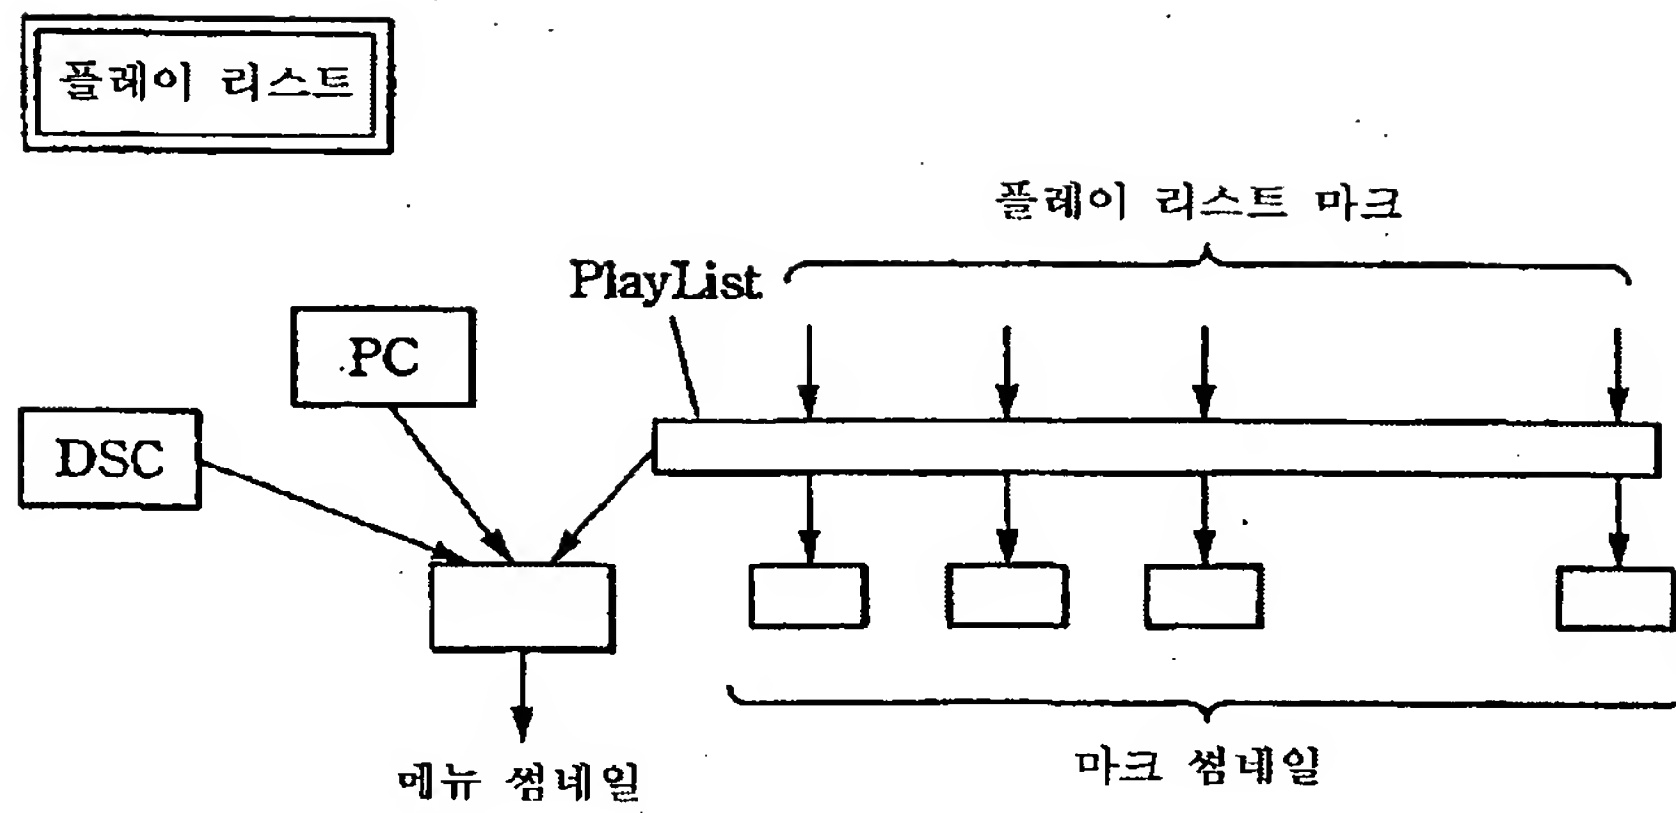 플레이 리스트
플레이 리스트 마크
PlayList
PC
DSC
메뉴 썸네일
마크 썸네일